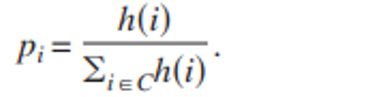 p_i = h(i) / Σ_{i∈C} h(i) .